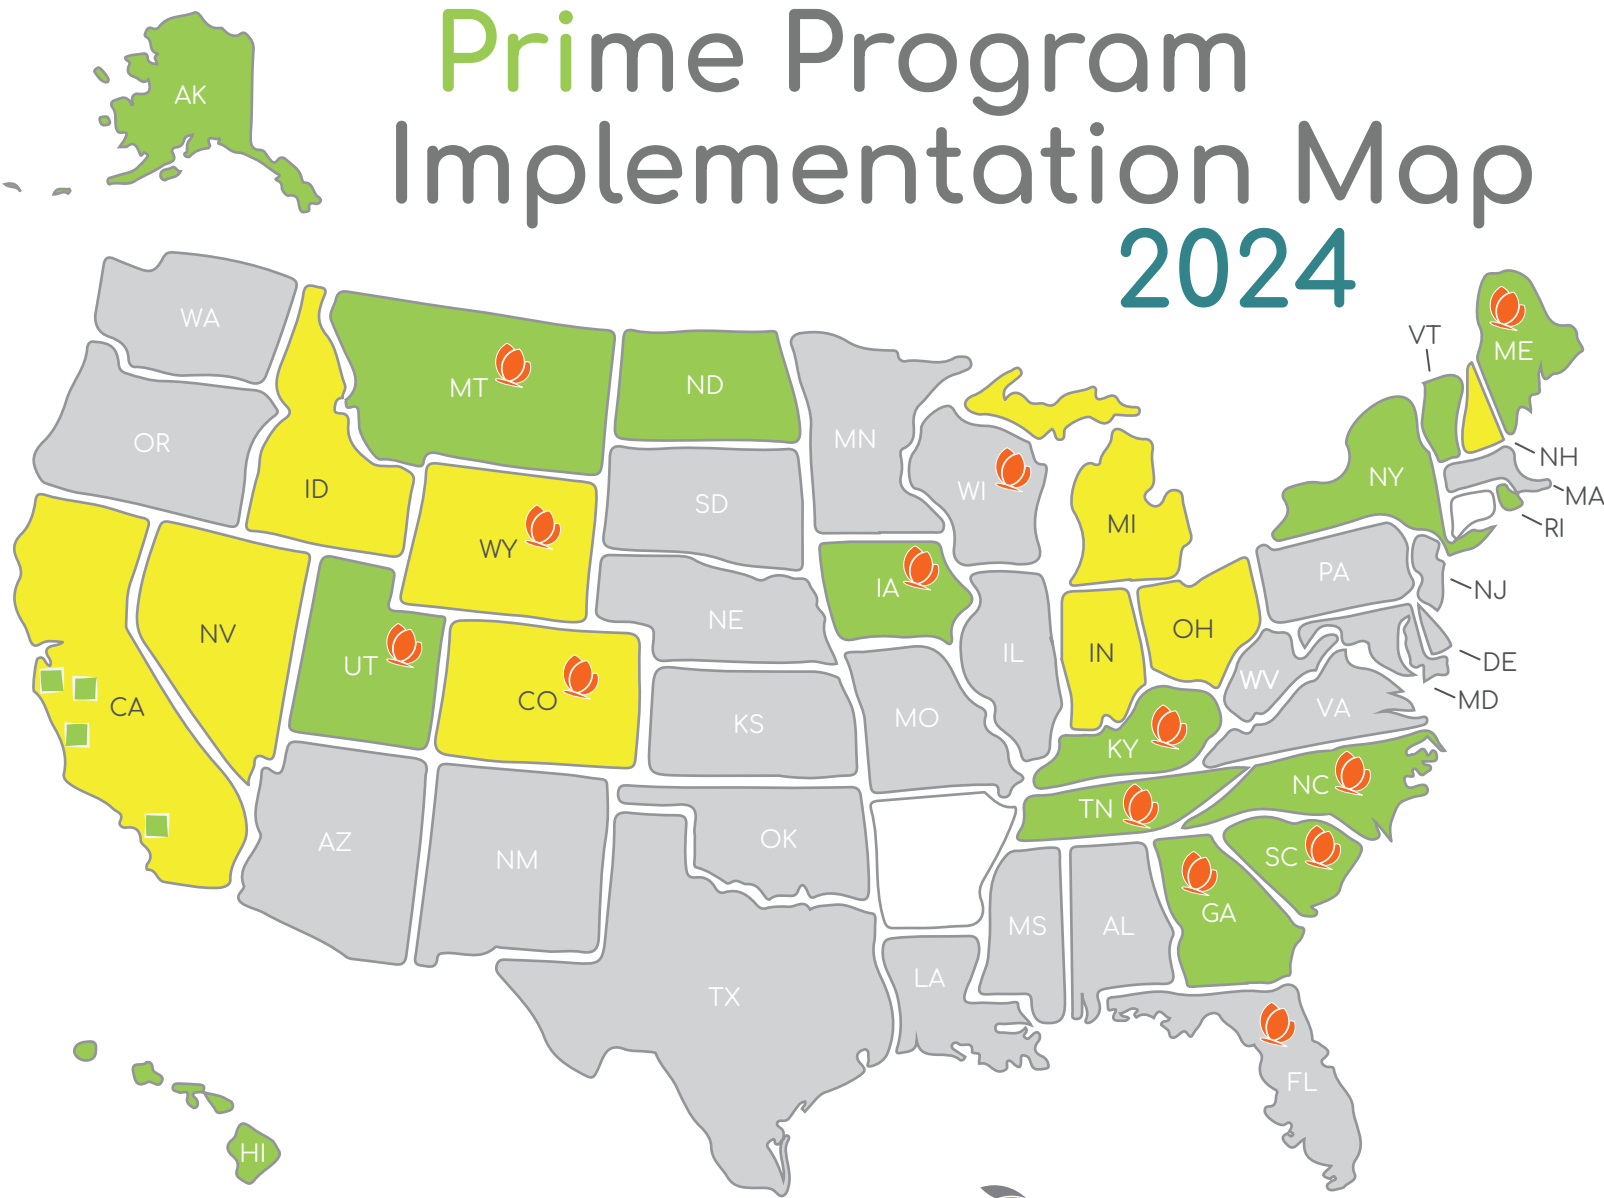 Prime Program
Implementation Map
2024
AK
WA
VT
ME
MT
ND
OR
MN
NH
NY
MA
ID
SD
WI
MI
RI
WY
IA
PA
NJ
NV
NE
OH
UT
IL
IN
DE
CA
CO
WV
MD
KS
MO
VA
KY
NC
TN
AZ
NM
OK
SC
MS
AL
GA
TX
LA
FL
HI